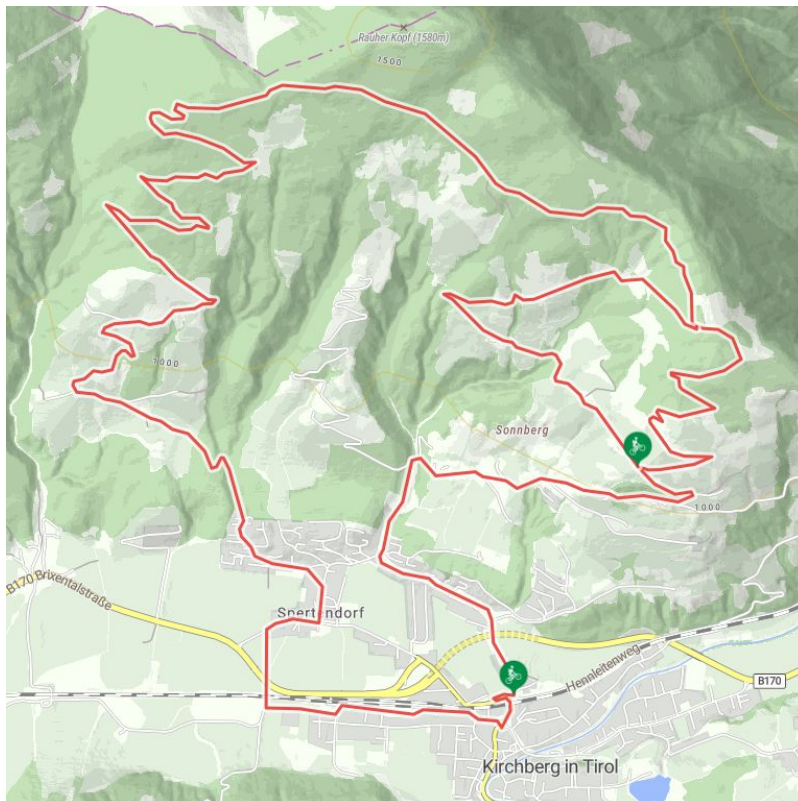 Rauher Kopf (1580m)
1500
1000
Sonnberg
1000
B170 Brixentalstraße
Spertendorf
Hennleitenweg
B170
Kirchberg in Tirol